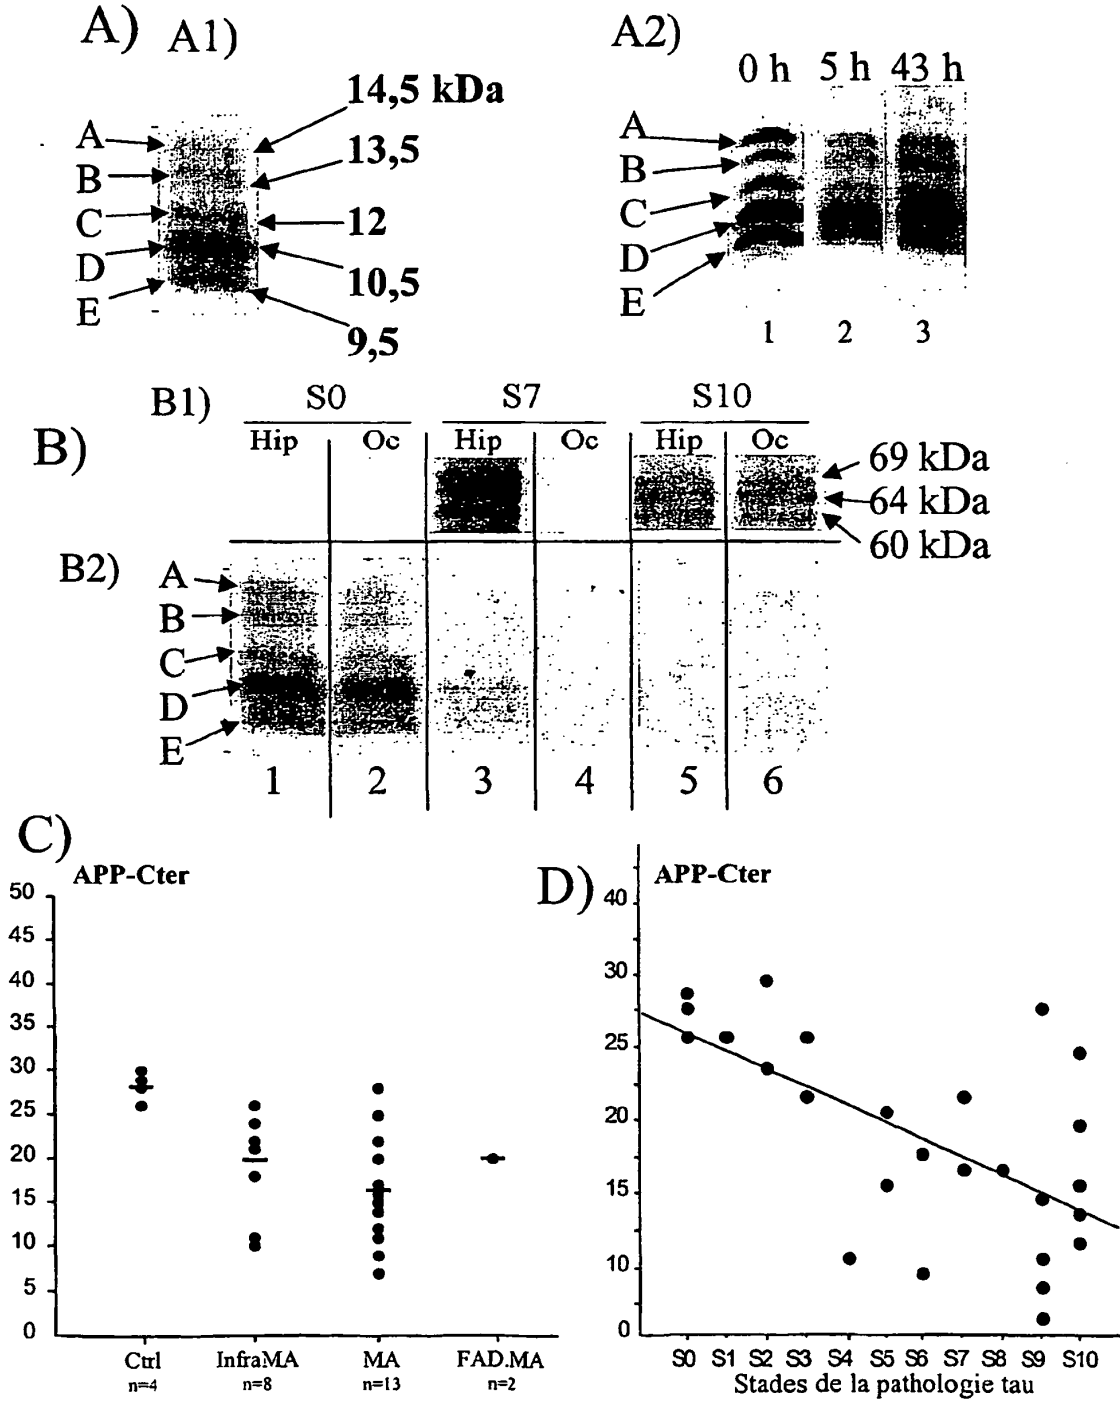 A) A1)
A2)
14,5 kDa
13,5
12
10,5
9,5
A
B
C
D
E
0 h 5 h 43 h
A
B
C
D
E
1 2 3
B)
B1) S0 S7 S10
Hip Oc Hip Oc Hip Oc
69 kDa
64 kDa
60 kDa
B2)
A
B
C
D
E
1 2 3 4 5 6
C)
APP-Cter
50
45
40
35
30
25
20
15
10
5
0
Ctrl InfraMA MA FAD.MA
n=4 n=8 n=13 n=2
D)
APP-Cter
40
30
25
20
15
10
0
S0 S1 S2 S3 S4 S5 S6 S7 S8 S9 S10
Stades de la pathologie tau